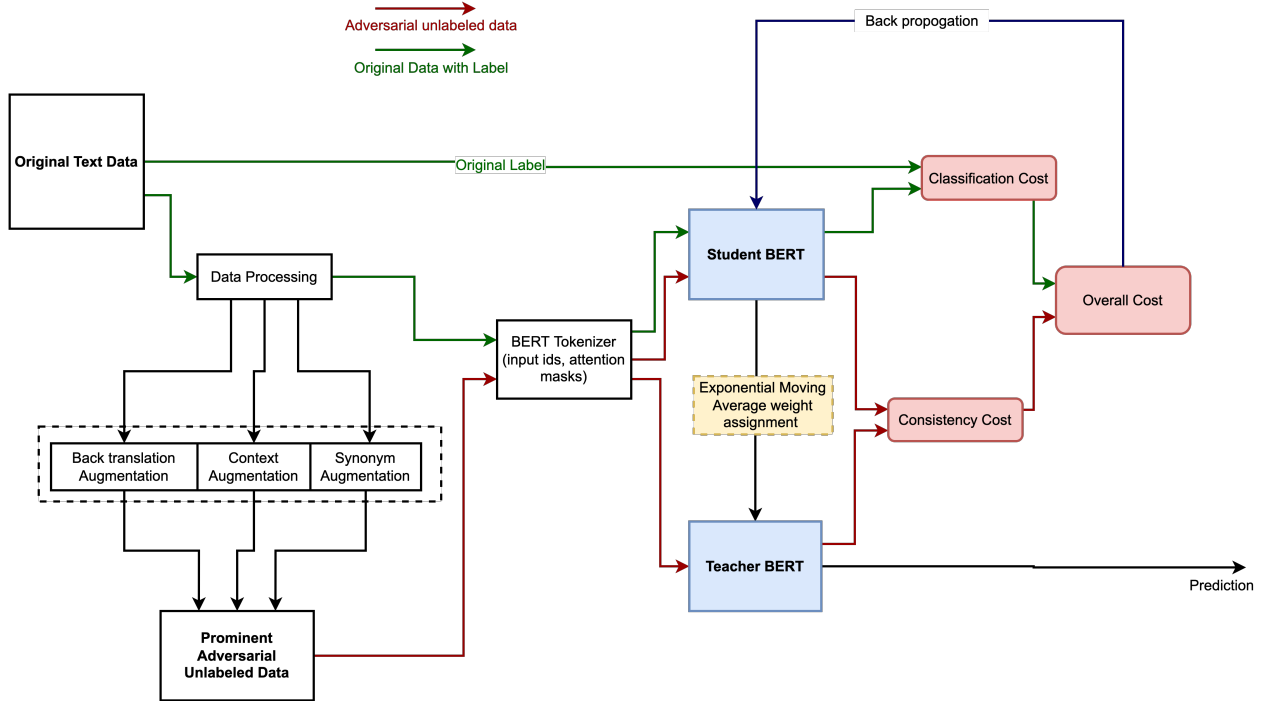 Adversarial unlabeled data
Original Data with Label
Back propogation
Original Text Data
Original Label
Classification Cost
Student BERT
Data Processing
Overall Cost
BERT Tokenizer
(input ids, attention
masks)
Exponential Moving
Average weight
assignment
Consistency Cost
Back translation
Augmentation
Context
Augmentation
Synonym
Augmentation
Teacher BERT
Prediction
Prominent
Adversarial
Unlabeled Data